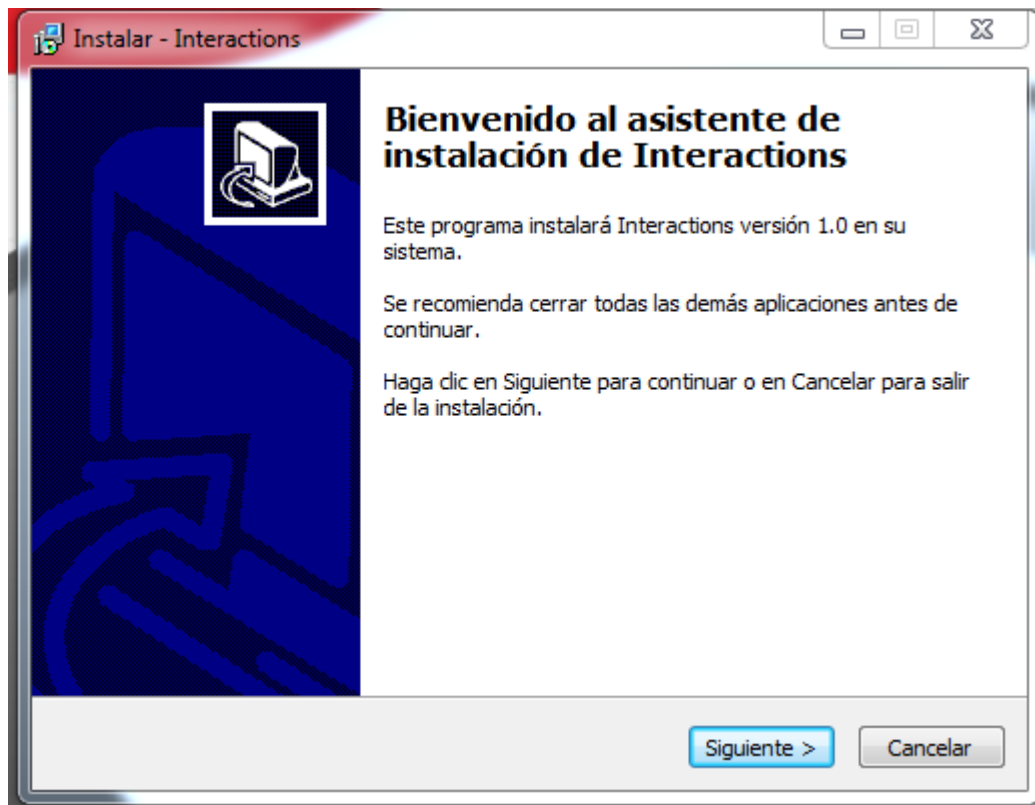 Instalar - Interactions
Bienvenido al asistente de
instalación de Interactions
Este programa instalará Interactions versión 1.0 en su
sistema.
Se recomienda cerrar todas las demás aplicaciones antes de
continuar.
Haga clic en Siguiente para continuar o en Cancelar para salir
de la instalación.
Siguiente >
Cancelar